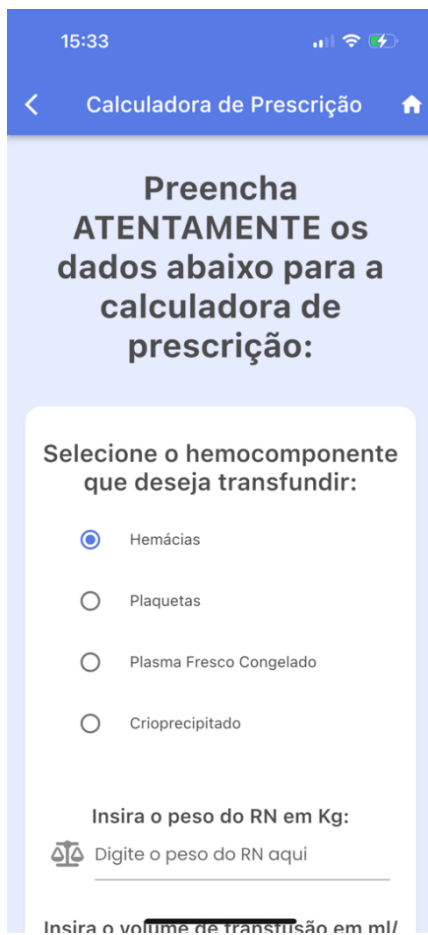 15:33
Calculadora de Prescrição
Preencha
ATENTAMENTE os
dados abaixo para a
calculadora de
prescrição:
Selecione o hemocomponente
que deseja transfundir:
Hemácias
Plaquetas
Plasma Fresco Congelado
Crioprecipitado
Insira o peso do RN em Kg:
Digite o peso do RN aqui
Insira o volume de transfusão em ml/